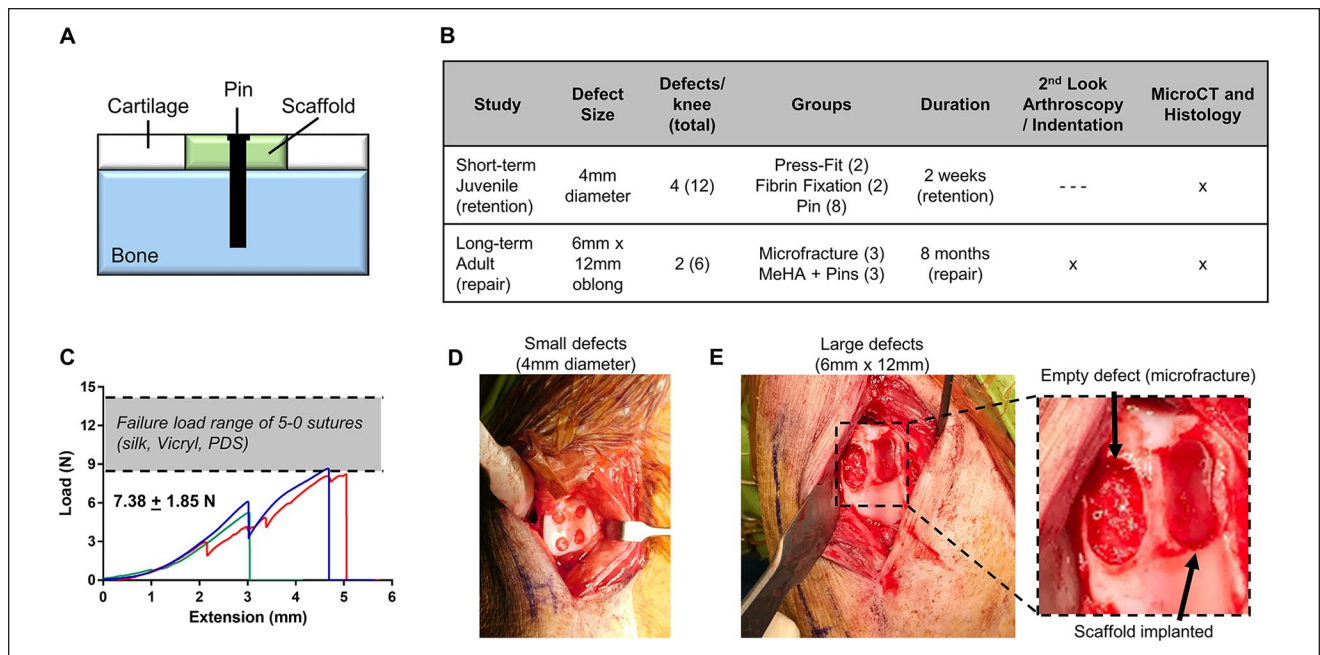 A
Pin
Cartilage
Scaffold
Bone
B
Study
Defect
Size
Defects/
knee
(total)
Groups
Duration
2nd Look
Arthroscopy
/ Indentation
MicroCT and
Histology
Short-term
Juvenile
(retention)
4mm
diameter
4 (12)
Press-Fit (2)
Fibrin Fixation (2)
Pin (8)
2 weeks
(retention)
- - -
x
Long-term
Adult
(repair)
6mm x
12mm
oblong
2 (6)
Microfracture (3)
MeHA + Pins (3)
8 months
(repair)
x
x
C
Load (N)
15
12
9
6
3
0
Failure load range of 5-0 sutures
(silk, Vicryl, PDS)
7.38 ± 1.85 N
0 1 2 3 4 5 6
Extension (mm)
D
Small defects
(4mm diameter)
E
Large defects
(6mm x 12mm)
Empty defect (microfracture)
Scaffold implanted